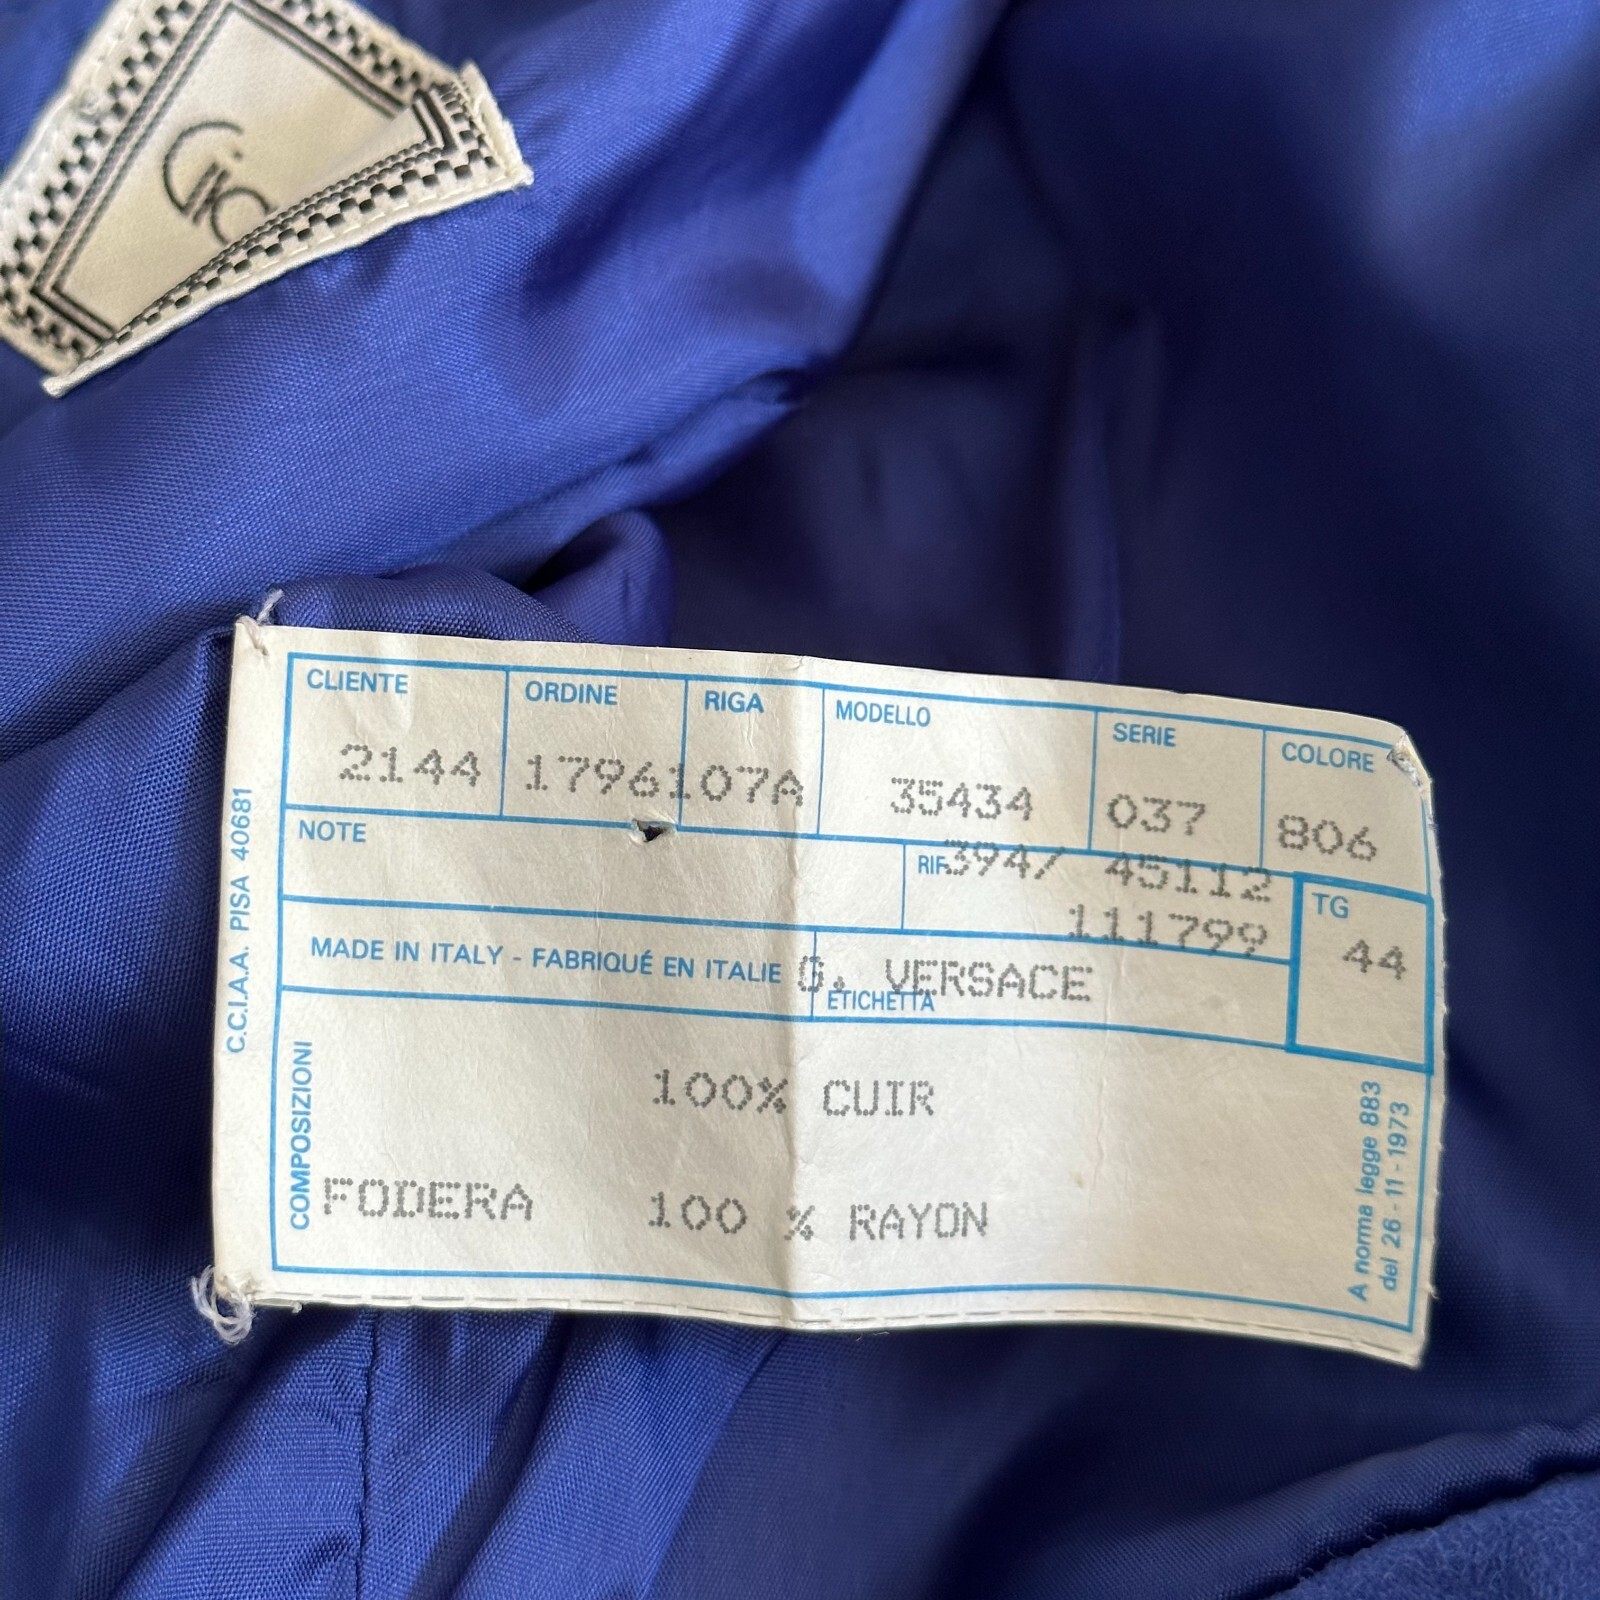 Gia
CLIENTE ORDINE RIGA MODELLO SERIE COLORE
2144 1796107A 35434 037 806
NOTE
RIF. 394/ 45112
111799
TG
44
MADE IN ITALY - FABRIQUÉ EN ITALIE G. VERSACE
ETICHETTA
COMPOSIZIONI
100% CUIR
FODERA 100 % RAYON
C.C.I.A.A. PISA 40681
A norma legge 883
del 26-11-1973